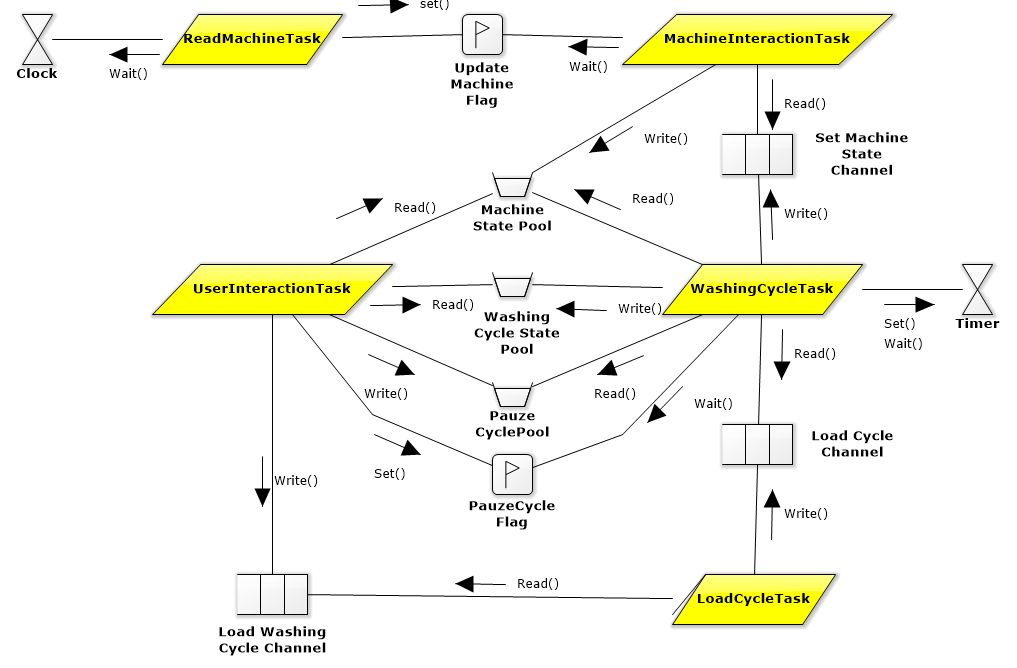 set()
ReadMachineTask
MachineInteractionTask
Clock
Wait()
Update
Machine
Flag
Wait()
Read()
Write()
Set Machine
State
Channel
Read()
Machine
State Pool
Read()
Write()
UserInteractionTask
WashingCycleTask
Read()
Washing
Cycle State
Pool
Write()
Set()
Wait()
Timer
Write()
Read()
Read()
Pauze
CyclePool
Wait()
Load Cycle
Channel
Set()
Write()
PauzeCycle
Flag
Write()
Read()
LoadCycleTask
Load Washing
Cycle Channel